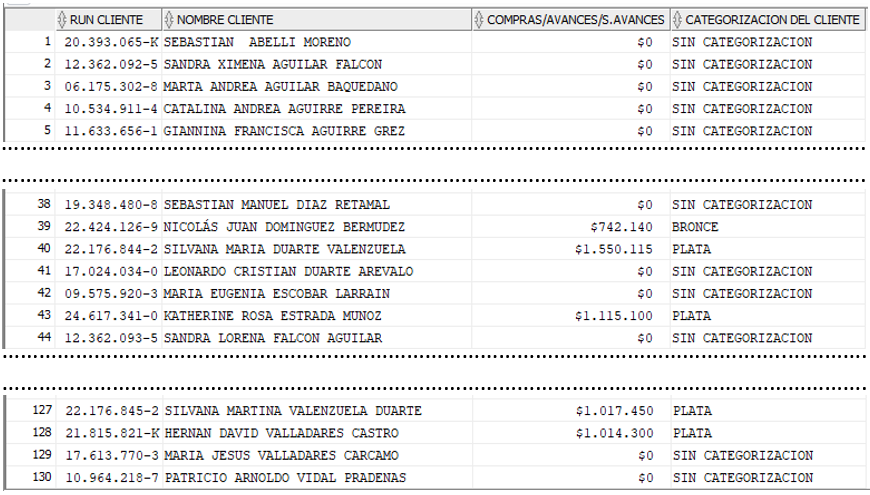 RUN CLIENTE NOMBRE CLIENTE COMPRAS/AVANCES/S.AVANCES CATEGORIZACION DEL CLIENTE
1 20.393.065-K SEBASTIAN  ABELLI MORENO $0 SIN CATEGORIZACION
2 12.362.092-5 SANDRA XIMENA AGUILAR FALCON $0 SIN CATEGORIZACION
3 06.175.302-8 MARTA ANDREA AGUILAR BAQUEDANO $0 SIN CATEGORIZACION
4 10.534.911-4 CATALINA ANDREA AGUIRRE PEREIRA $0 SIN CATEGORIZACION
5 11.633.656-1 GIANNINA FRANCISCA AGUIRRE GREZ $0 SIN CATEGORIZACION
38 19.348.480-8 SEBASTIAN MANUEL DIAZ RETAMAL $0 SIN CATEGORIZACION
39 22.424.126-9 NICOLÁS JUAN DOMINGUEZ BERMUDEZ $742.140 BRONCE
40 22.176.844-2 SILVANA MARIA DUARTE VALENZUELA $1.550.115 PLATA
41 17.024.034-0 LEONARDO CRISTIAN DUARTE AREVALO $0 SIN CATEGORIZACION
42 09.575.920-3 MARIA EUGENIA ESCOBAR LARRAIN $0 SIN CATEGORIZACION
43 24.617.341-0 KATHERINE ROSA ESTRADA MUNOZ $1.115.100 PLATA
44 12.362.093-5 SANDRA LORENA FALCON AGUILAR $0 SIN CATEGORIZACION
127 22.176.845-2 SILVANA MARTINA VALENZUELA DUARTE $1.017.450 PLATA
128 21.815.821-K HERNAN DAVID VALLADARES CASTRO $1.014.300 PLATA
129 17.613.770-3 MARIA JESUS VALLADARES CARCAMO $0 SIN CATEGORIZACION
130 10.964.218-7 PATRICIO ARNOLDO VIDAL PRADENAS $0 SIN CATEGORIZACION